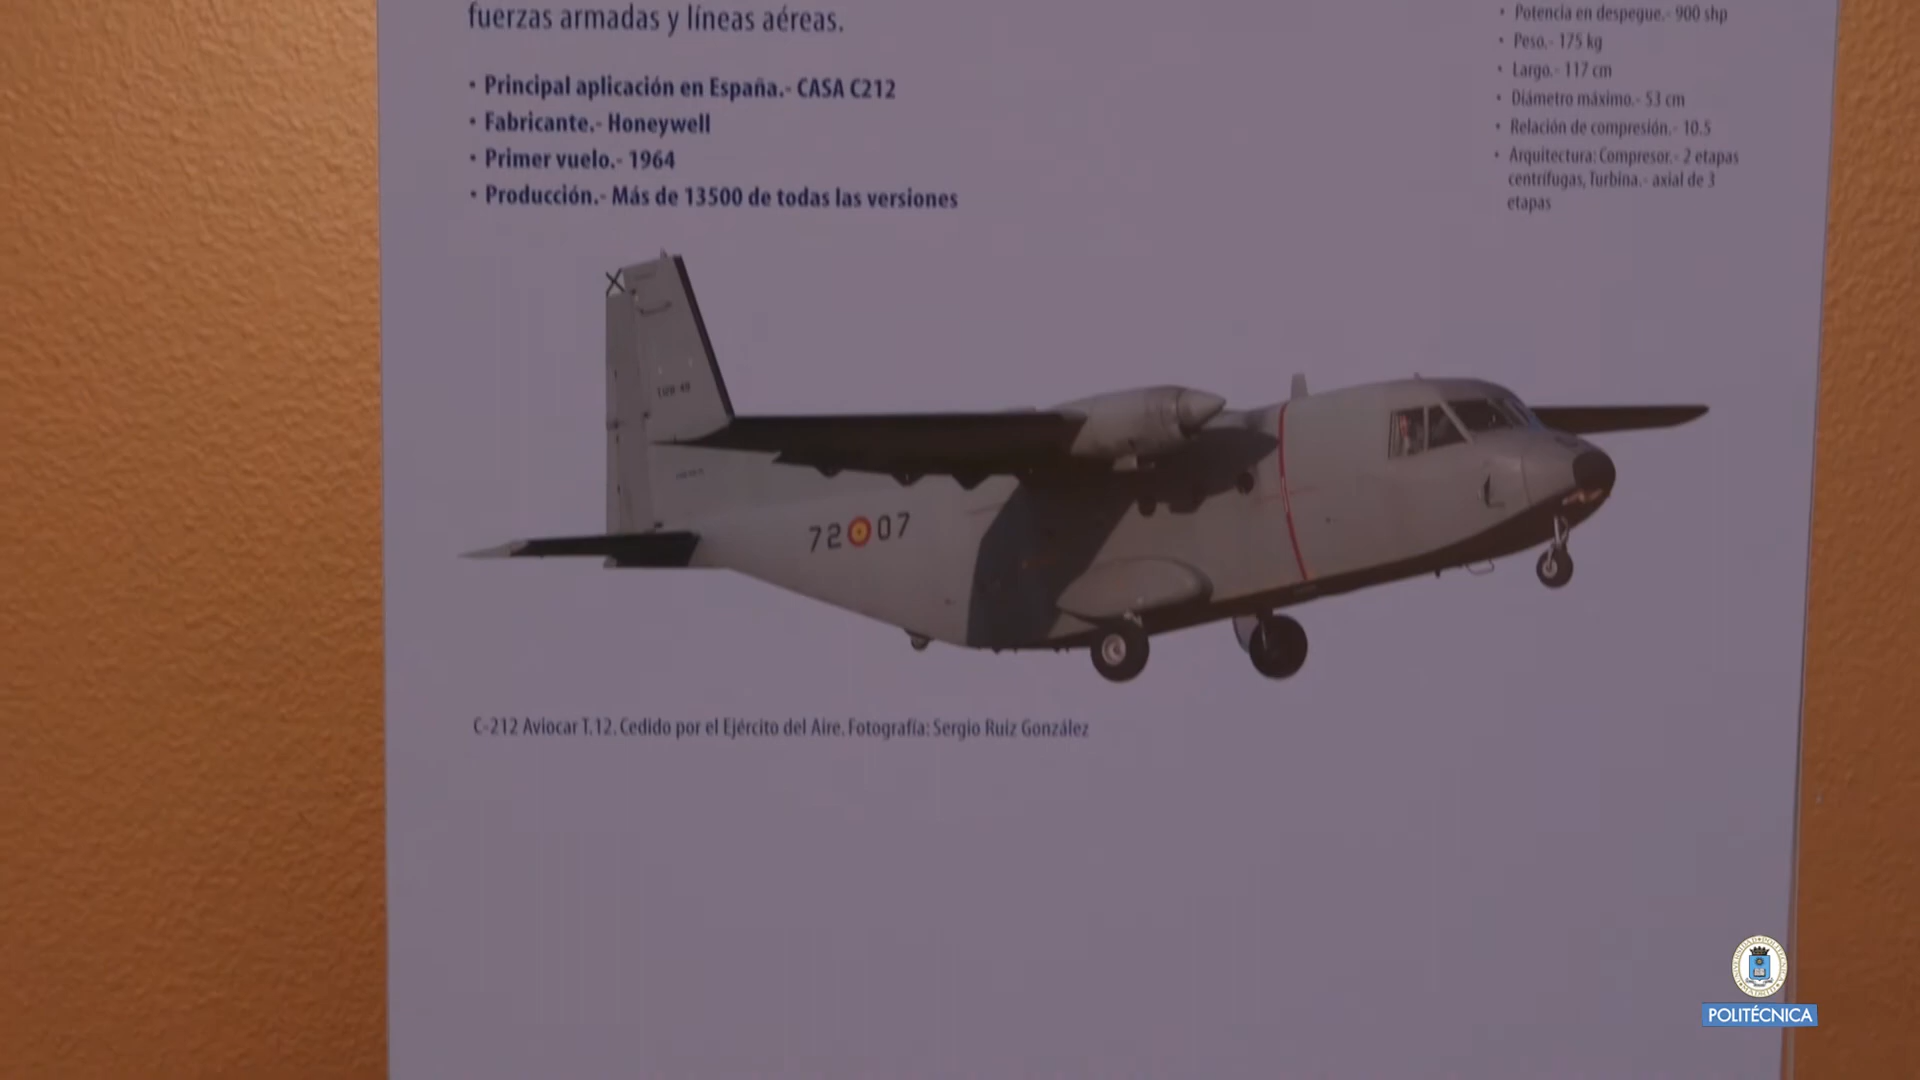 fuerzas armadas y líneas aéreas.
• Principal aplicación en España.- CASA C212
• Fabricante.- Honeywell
• Primer vuelo.- 1964
• Producción.- Más de 13500 de todas las versiones
• Potencia en despegue.- 900 shp
• Peso.- 175 kg
• Largo.- 117 cm
• Diámetro máximo.- 53 cm
• Relación de compresión.- 10.5
• Arquitectura: Compresor.- 2 etapas
centrífugas, Turbina.- axial de 3
etapas
72 07
C-212 Aviocar T.12. Cedido por el Ejército del Aire. Fotografía: Sergio Ruiz González
POLITÉCNICA